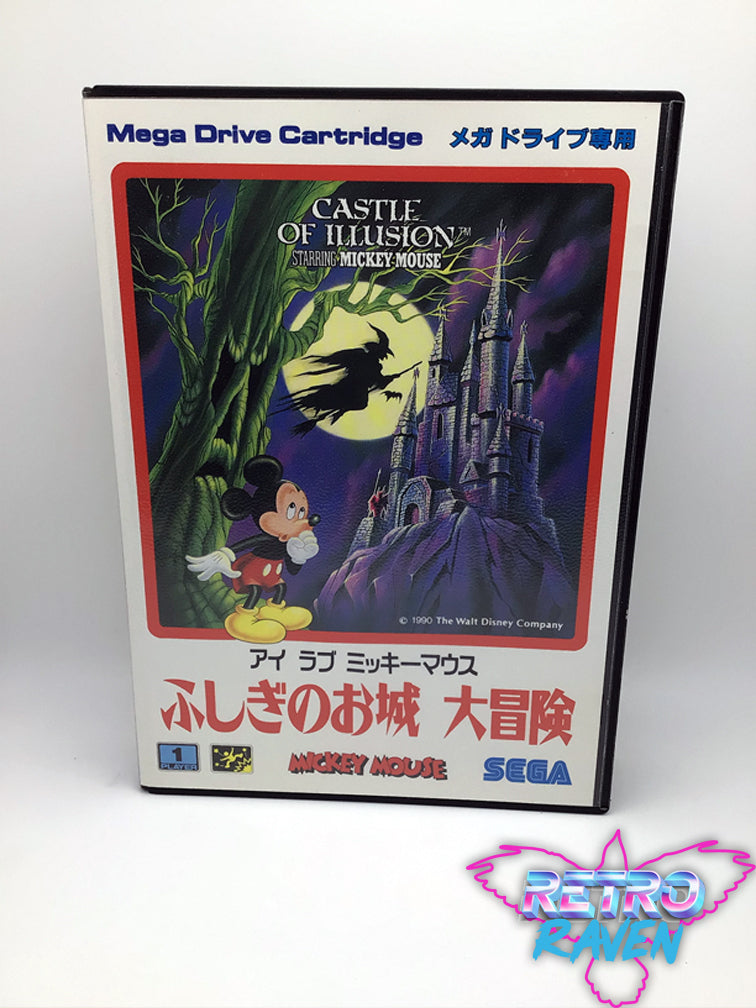 Mega Drive Cartridge メガドライブ専用
CASTLE
OF ILLUSION™
STARRING MICKEY MOUSE
© 1990 The Walt Disney Company
アイ ラブ ミッキーマウス
ふしぎのお城 大冒険
1
PLAYER
MICKEY MOUSE
SEGA
RETRO
RAVEN